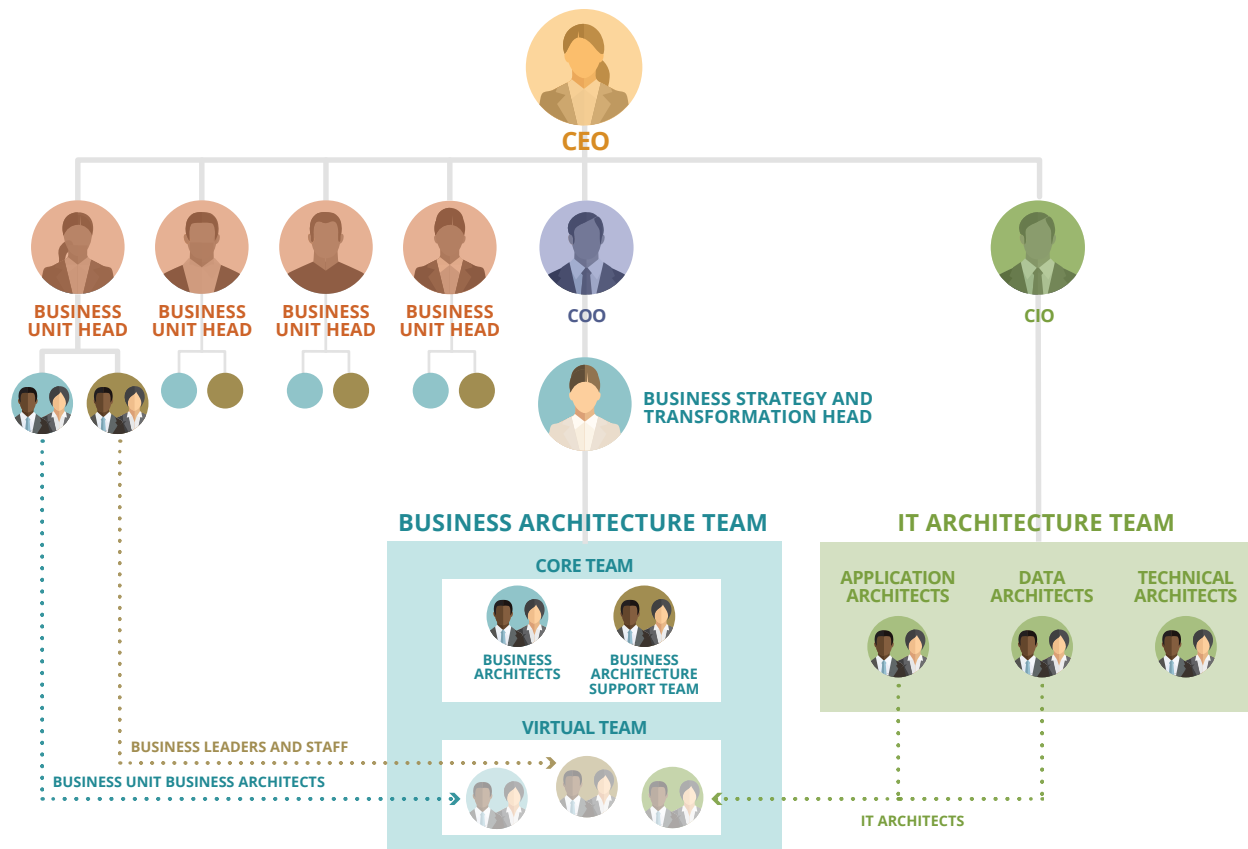 CEO
BUSINESS
UNIT HEAD
BUSINESS
UNIT HEAD
BUSINESS
UNIT HEAD
BUSINESS
UNIT HEAD
COO
CIO
BUSINESS STRATEGY AND
TRANSFORMATION HEAD
BUSINESS ARCHITECTURE TEAM
IT ARCHITECTURE TEAM
CORE TEAM
BUSINESS
ARCHITECTS
BUSINESS
ARCHITECTURE
SUPPORT TEAM
APPLICATION
ARCHITECTS
DATA
ARCHITECTS
TECHNICAL
ARCHITECTS
VIRTUAL TEAM
BUSINESS LEADERS AND STAFF
BUSINESS UNIT BUSINESS ARCHITECTS
IT ARCHITECTS